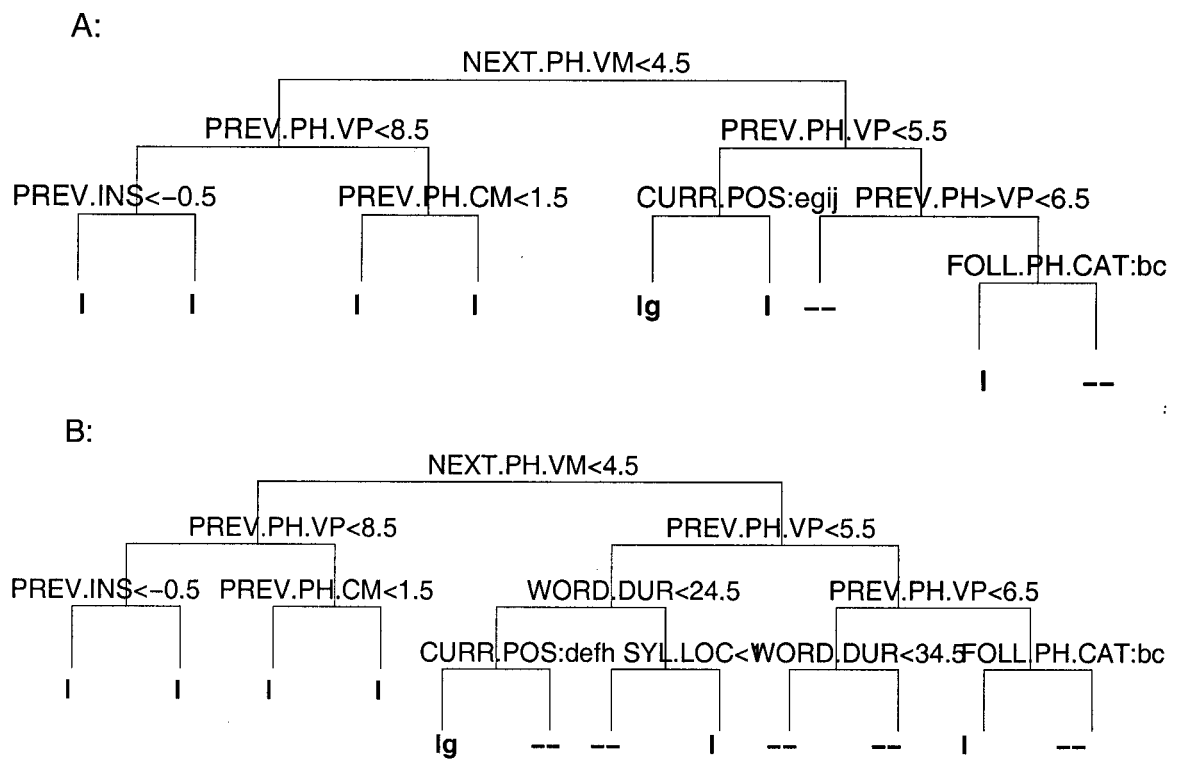 A:
NEXT.PH.VM<4.5
PREV.PH.VP<8.5 PREV.PH.VP<5.5
PREV.INS<−0.5 PREV.PH.CM<1.5 CURR.POS:egij PREV.PH>VP<6.5
FOLL.PH.CAT:bc
I I I I Ig I −−
I −−
B:
NEXT.PH.VM<4.5
PREV.PH.VP<8.5 PREV.PH.VP<5.5
PREV.INS<−0.5 PREV.PH.CM<1.5 WORD.DUR<24.5 PREV.PH.VP<6.5
CURR.POS:defh SYL.LOC< WORD.DUR<34.5 FOLL.PH.CAT:bc
I I I I
Ig −− −− I −− −− I −−